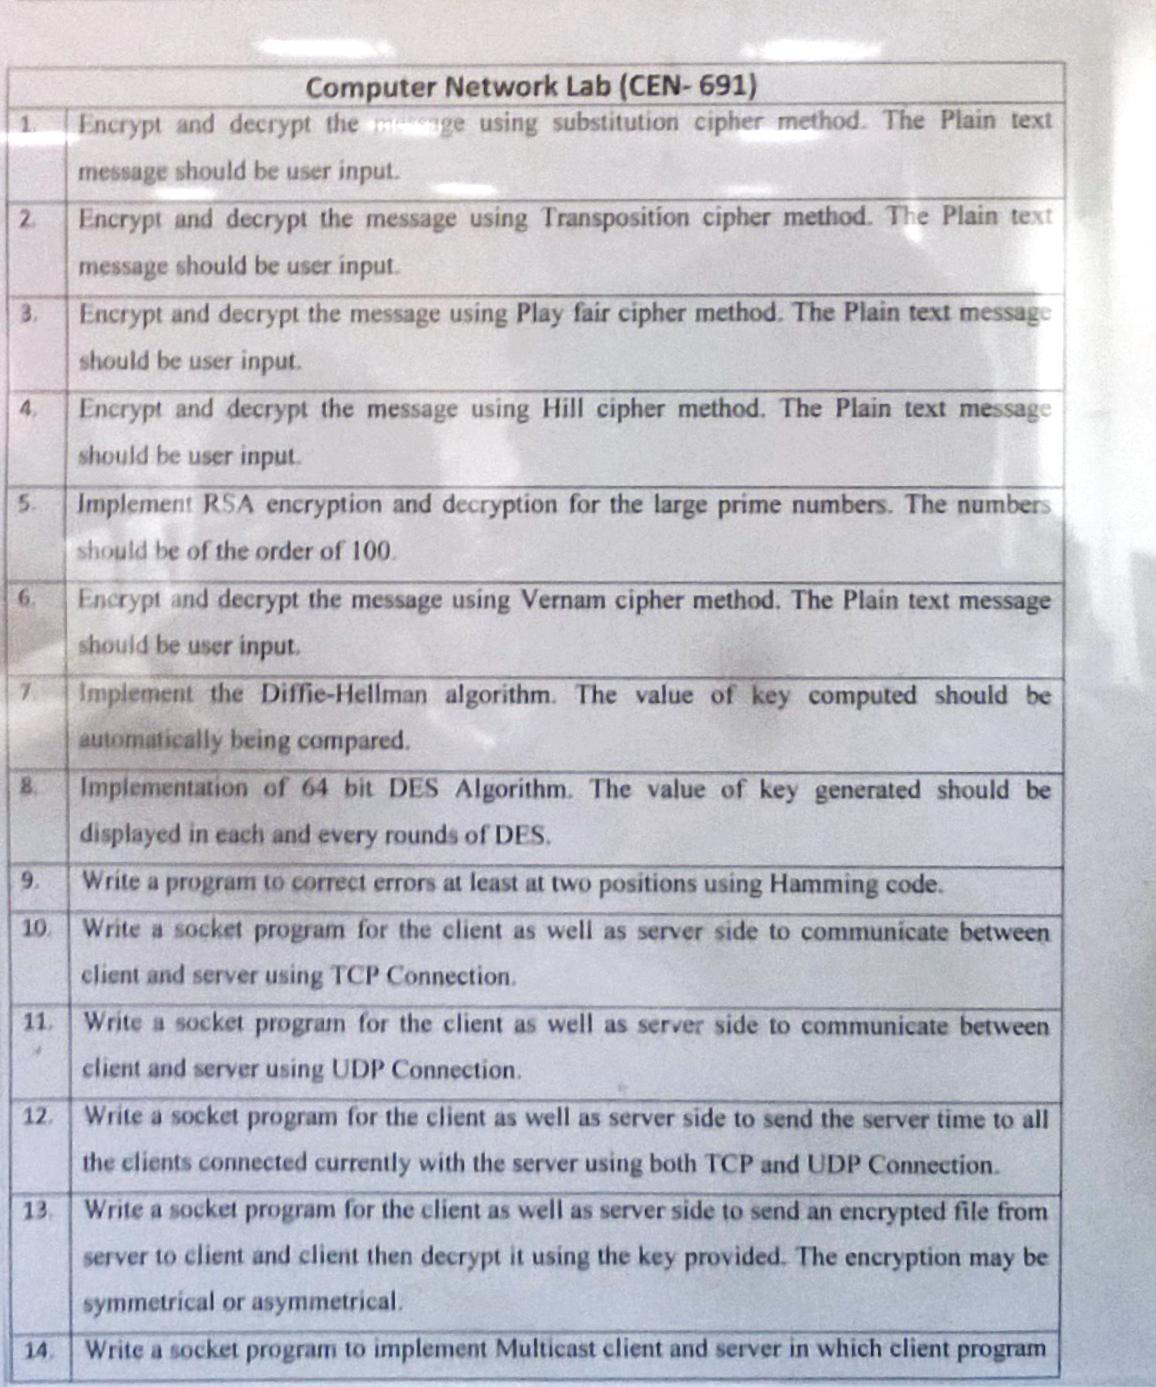 Computer Network Lab (CEN- 691)
1. Encrypt and decrypt the message using substitution cipher method. The Plain text
message should be user input.
2. Encrypt and decrypt the message using Transposition cipher method. The Plain text
message should be user input.
3. Encrypt and decrypt the message using Play fair cipher method. The Plain text message
should be user input.
4. Encrypt and decrypt the message using Hill cipher method. The Plain text message
should be user input.
5. Implement RSA encryption and decryption for the large prime numbers. The numbers
should be of the order of 100.
6. Encrypt and decrypt the message using Vernam cipher method. The Plain text message
should be user input.
7. Implement the Diffie-Hellman algorithm. The value of key computed should be
automatically being compared.
8. Implementation of 64 bit DES Algorithm. The value of key generated should be
displayed in each and every rounds of DES.
9. Write a program to correct errors at least at two positions using Hamming code.
10. Write a socket program for the client as well as server side to communicate between
client and server using TCP Connection.
11. Write a socket program for the client as well as server side to communicate between
client and server using UDP Connection.
12. Write a socket program for the client as well as server side to send the server time to all
the clients connected currently with the server using both TCP and UDP Connection.
13. Write a socket program for the client as well as server side to send an encrypted file from
server to client and client then decrypt it using the key provided. The encryption may be
symmetrical or asymmetrical.
14. Write a socket program to implement Multicast client and server in which client program